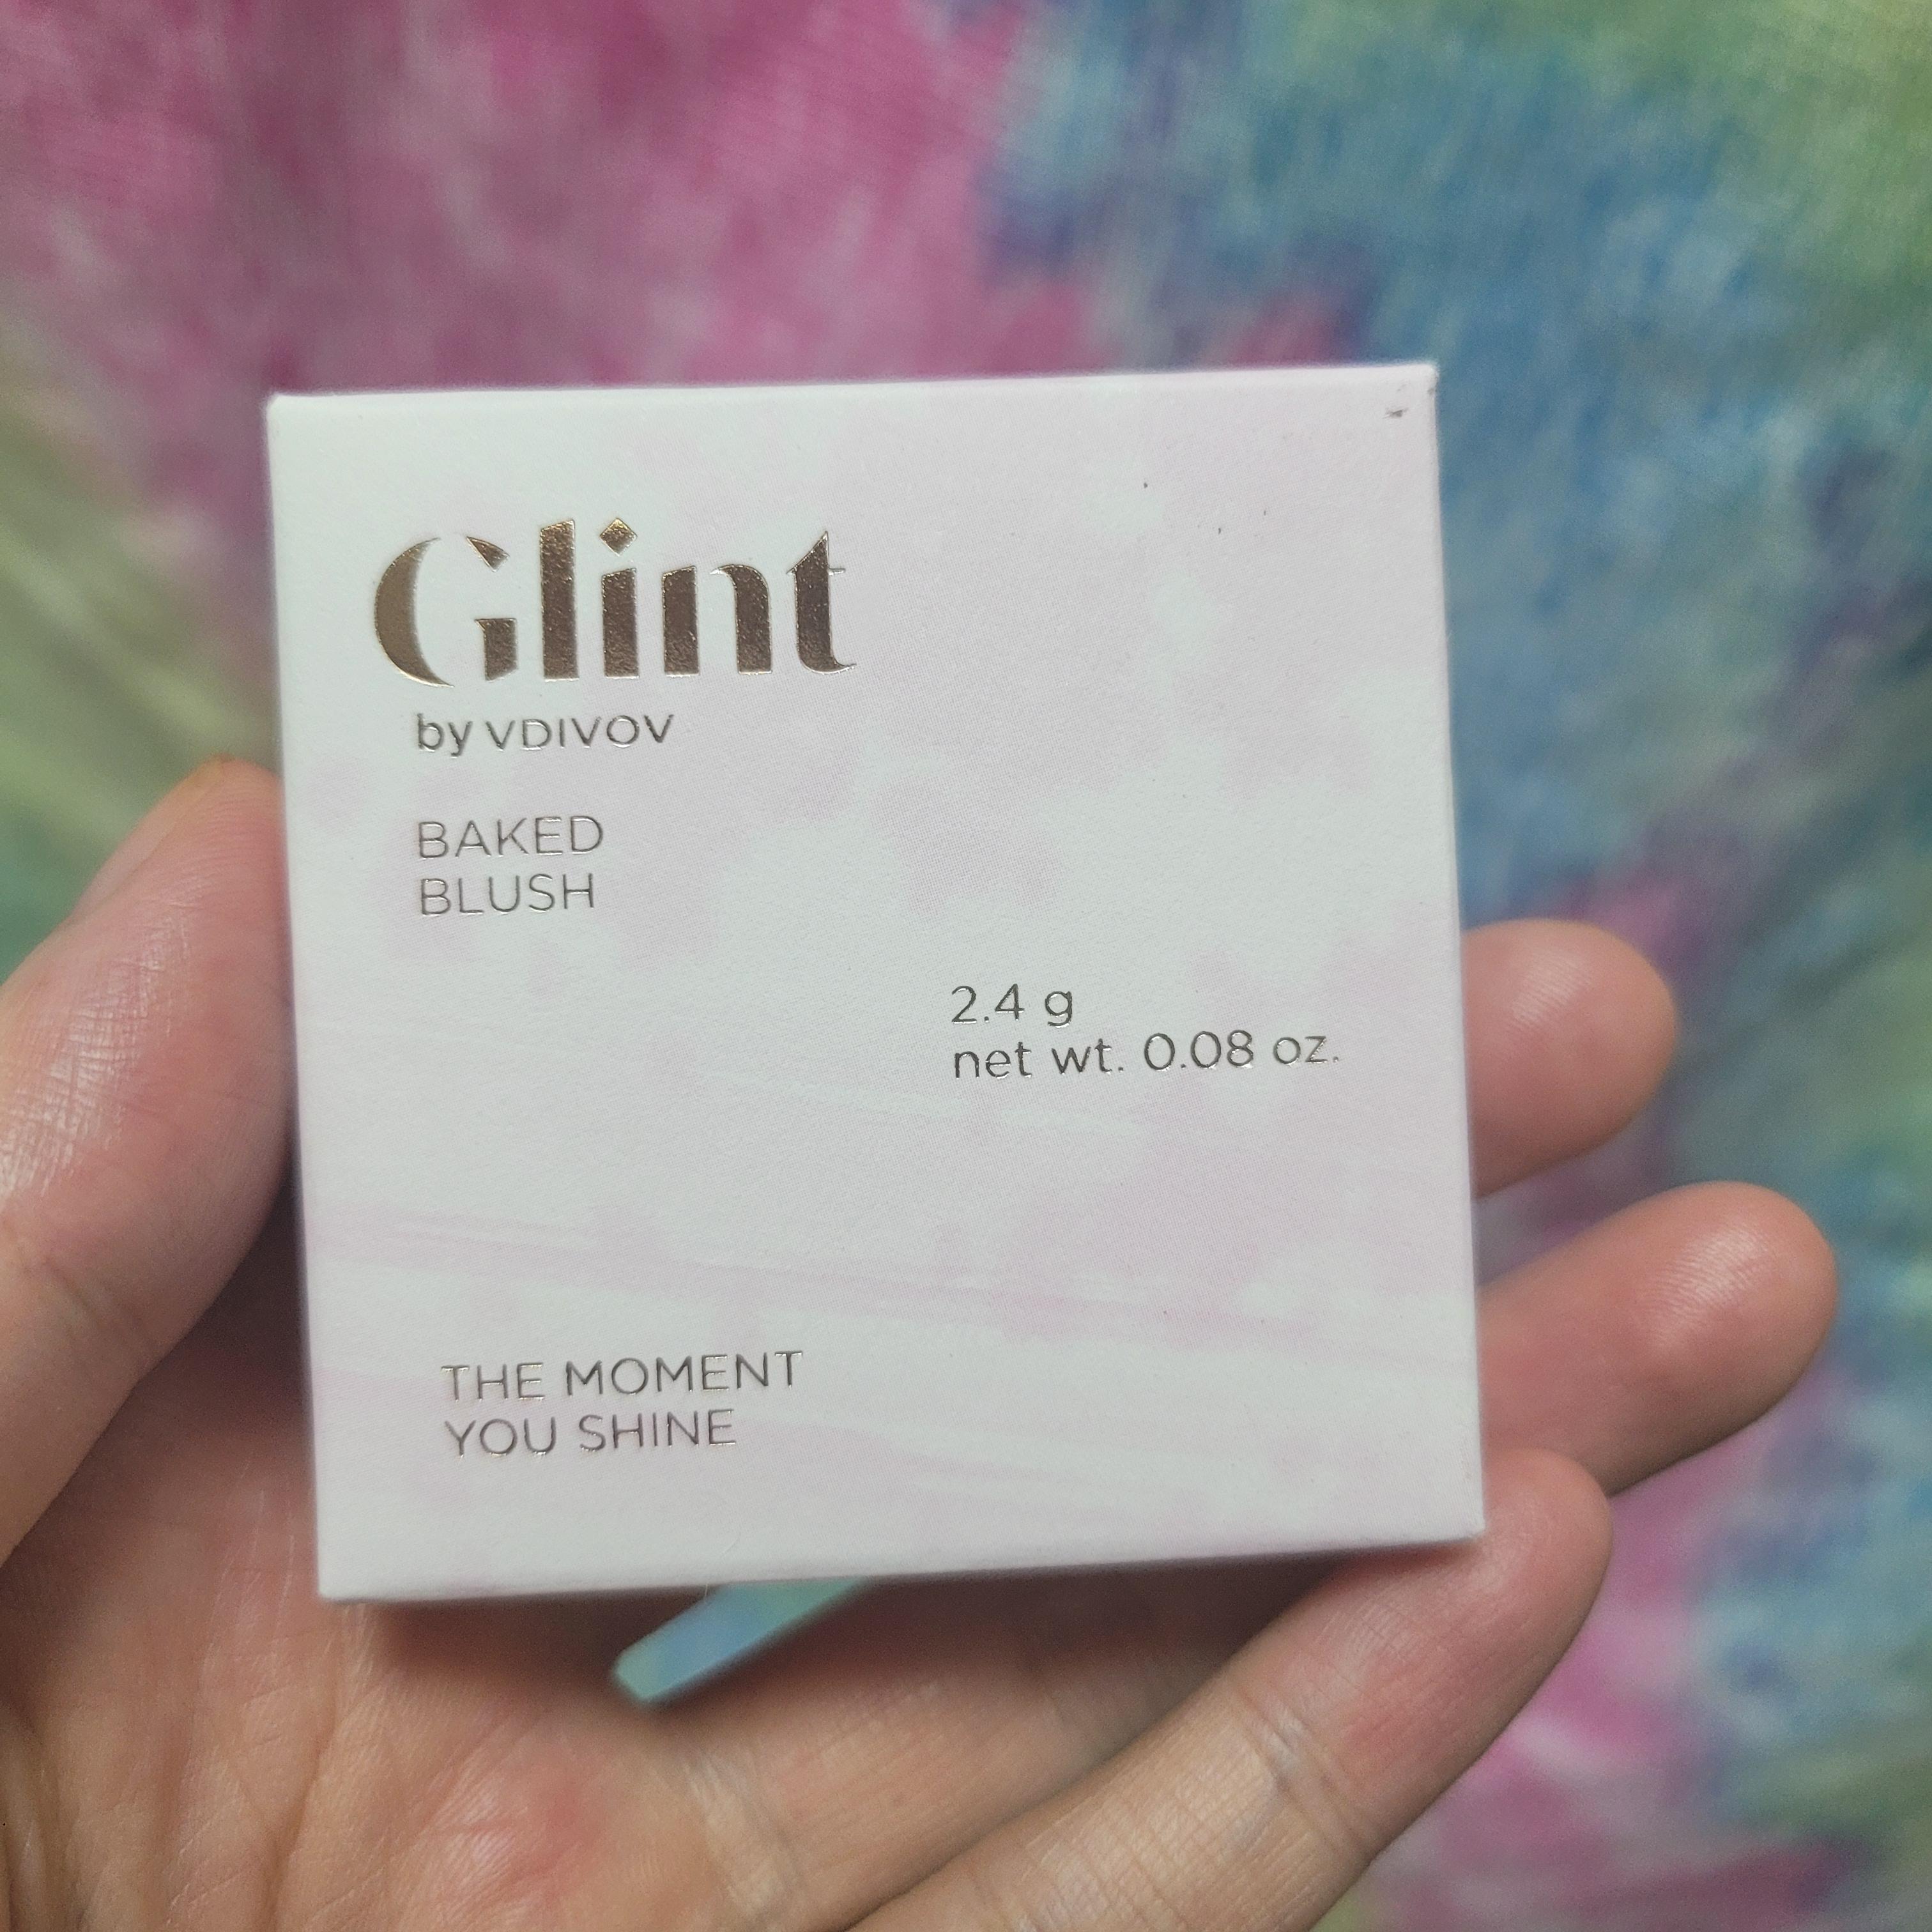 Glint
by VDIVOV
BAKED
BLUSH
2.4 g
net wt. 0.08 oz.
THE MOMENT
YOU SHINE